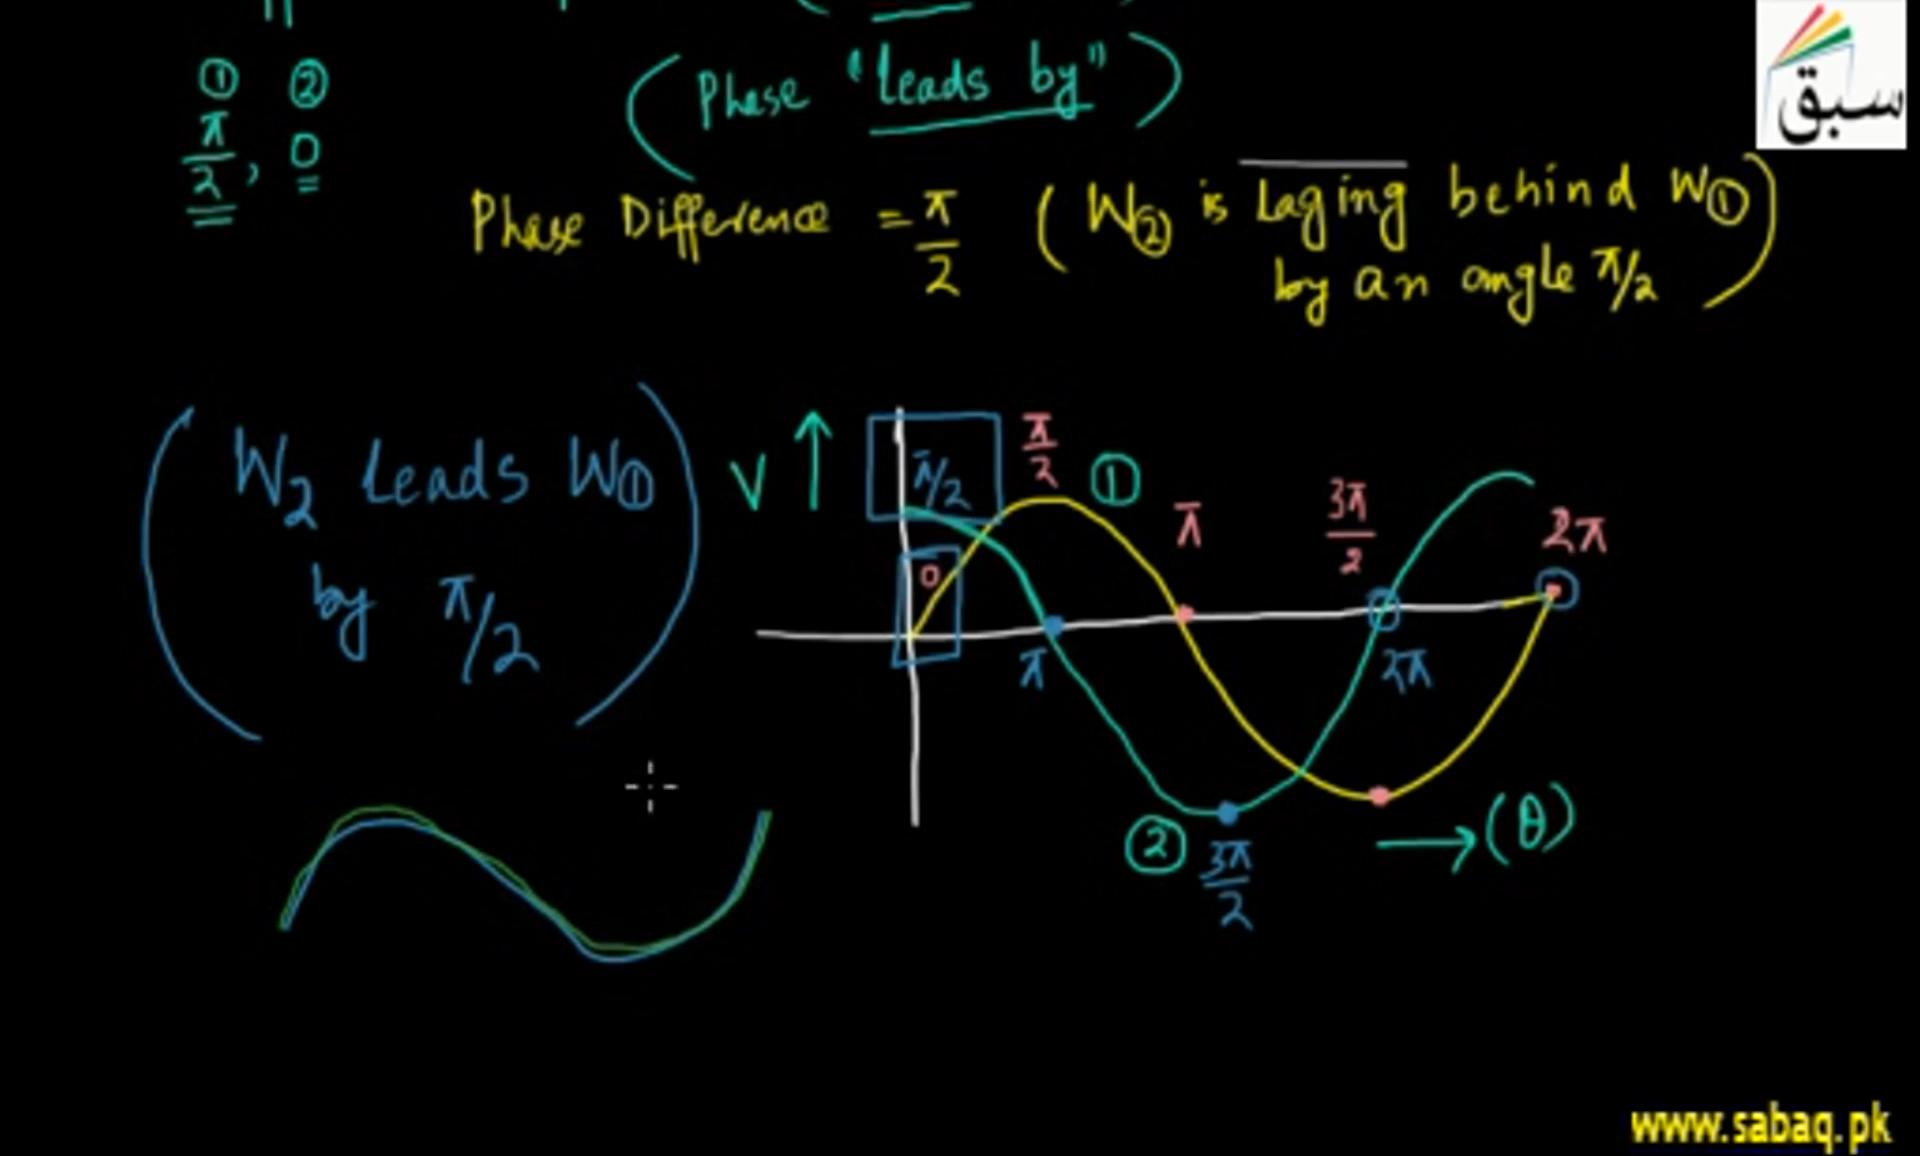 ① ②
(Phase "leads by")
π/2, 0
سبق
Phase Difference = π/2 (W② is laging behind W①
by an angle π/2)
(W2 leads W①
by π/2)
V ↑
π/2
π/2
①
0
π
3π/2
2π
π
2π
②
3π/2
→ (θ)
www.sabaq.pk